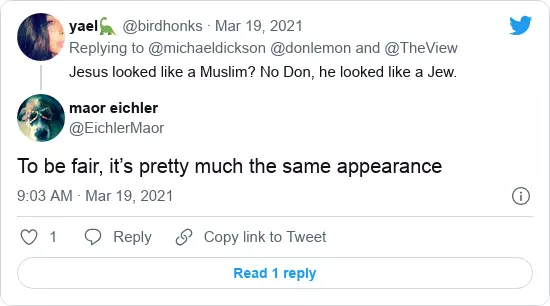 yael🦕 @birdhonks · Mar 19, 2021
Replying to @michaeldickson @donlemon and @TheView
Jesus looked like a Muslim? No Don, he looked like a Jew.
maor eichler
@EichlerMaor
To be fair, it’s pretty much the same appearance
9:03 AM · Mar 19, 2021
1 Reply Copy link to Tweet
Read 1 reply